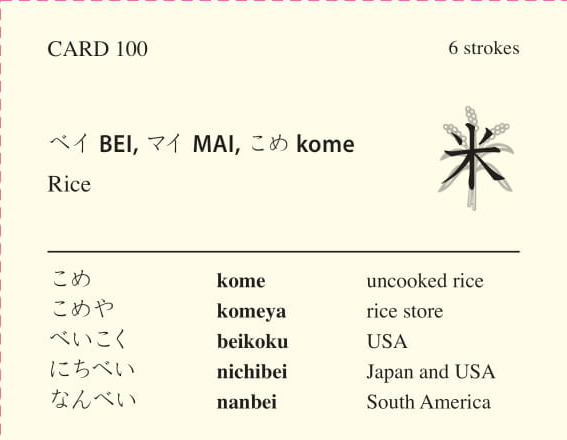 CARD 100 6 strokes
ベイ BEI, マイ MAI, こめ kome
Rice
米
こめ kome uncooked rice
こめや komeya rice store
べいこく beikoku USA
にちべい nichibei Japan and USA
なんべい nanbei South America